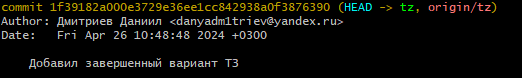 commit 1f39182a000e3729e36ee1cc842938a0f3876390 (HEAD -> tz, origin/tz)
Author: Дмитриев Даниил <danyadm1triev@yandex.ru>
Date:   Fri Apr 26 10:48:48 2024 +0300
    Добавил завершенный вариант ТЗ